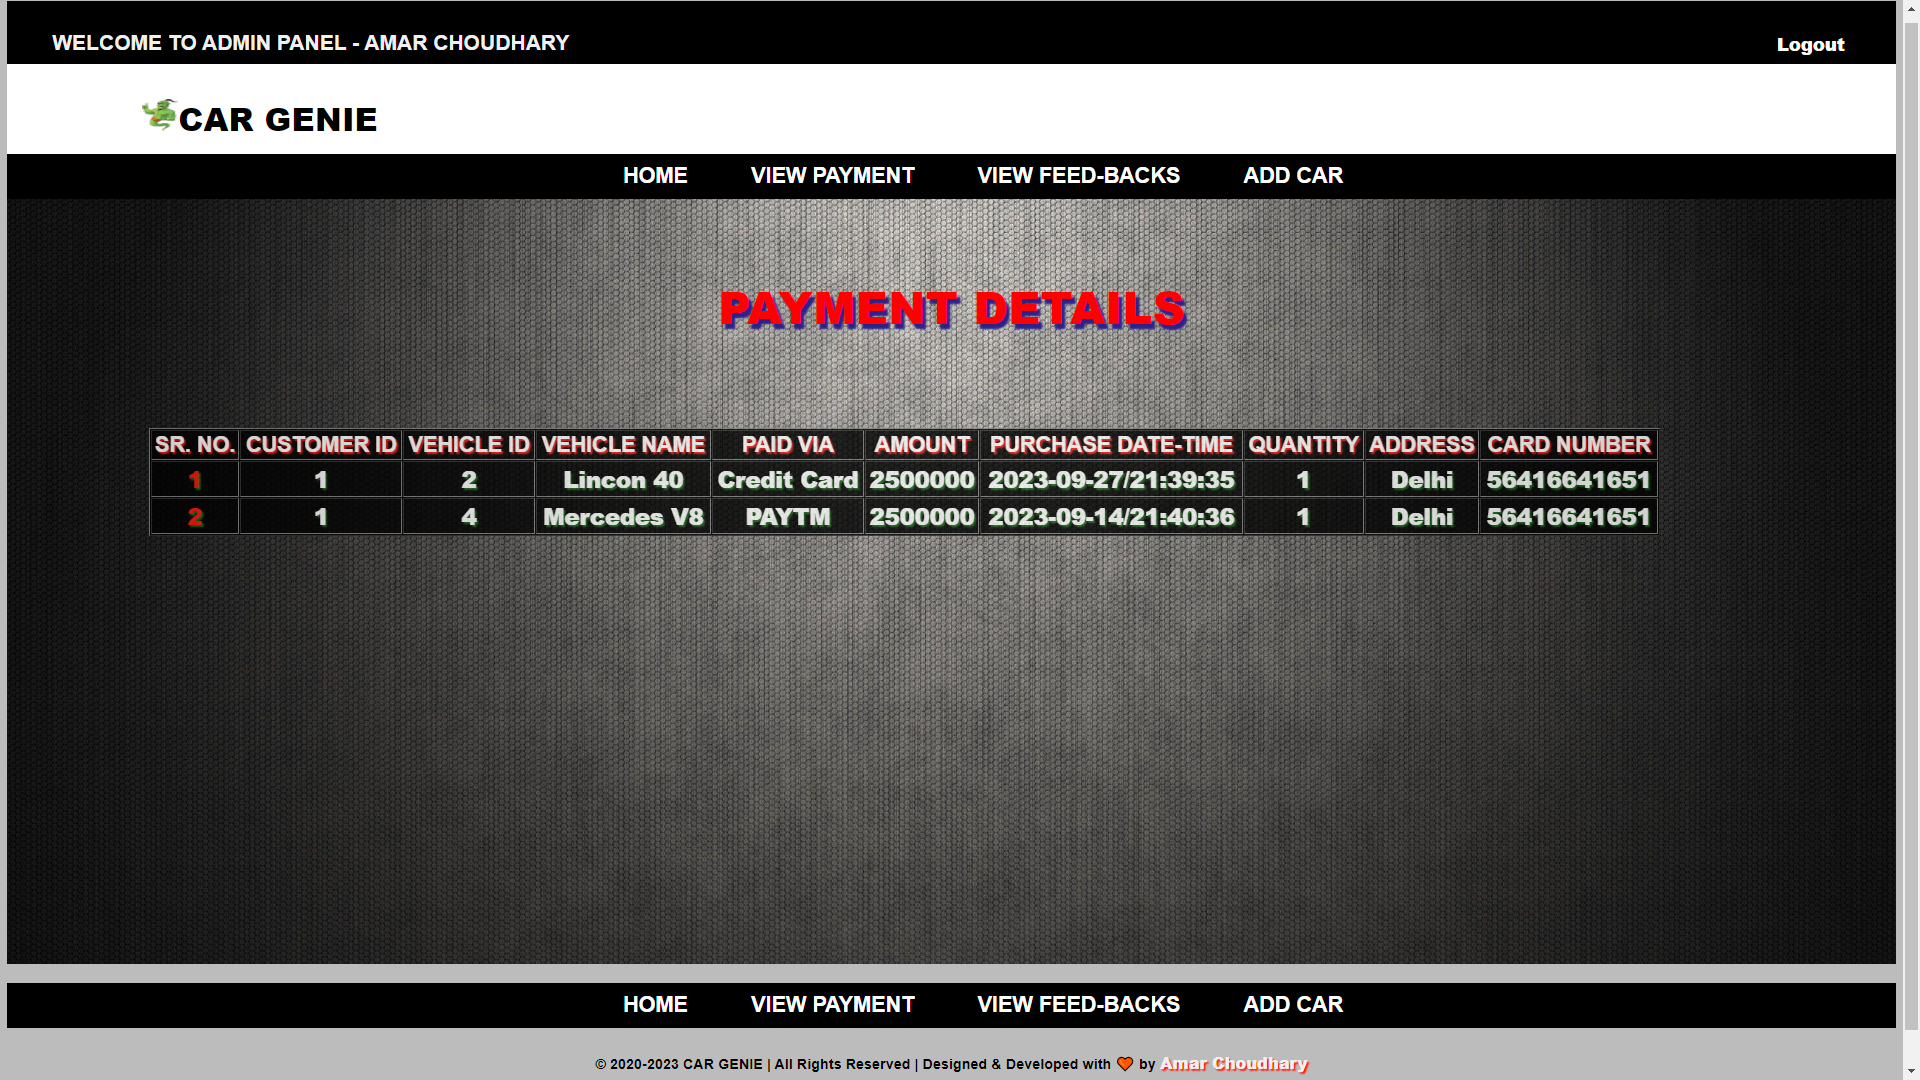 WELCOME TO ADMIN PANEL - AMAR CHOUDHARY
Logout
CAR GENIE
HOME VIEW PAYMENT VIEW FEED-BACKS ADD CAR
PAYMENT DETAILS
SR. NO. CUSTOMER ID VEHICLE ID VEHICLE NAME PAID VIA AMOUNT PURCHASE DATE-TIME QUANTITY ADDRESS CARD NUMBER
1 1 2 Lincon 40 Credit Card 2500000 2023-09-27/21:39:35 1 Delhi 56416641651
2 1 4 Mercedes V8 PAYTM 2500000 2023-09-14/21:40:36 1 Delhi 56416641651
HOME VIEW PAYMENT VIEW FEED-BACKS ADD CAR
© 2020-2023 CAR GENIE | All Rights Reserved | Designed & Developed with 🧡 by Amar Choudhary